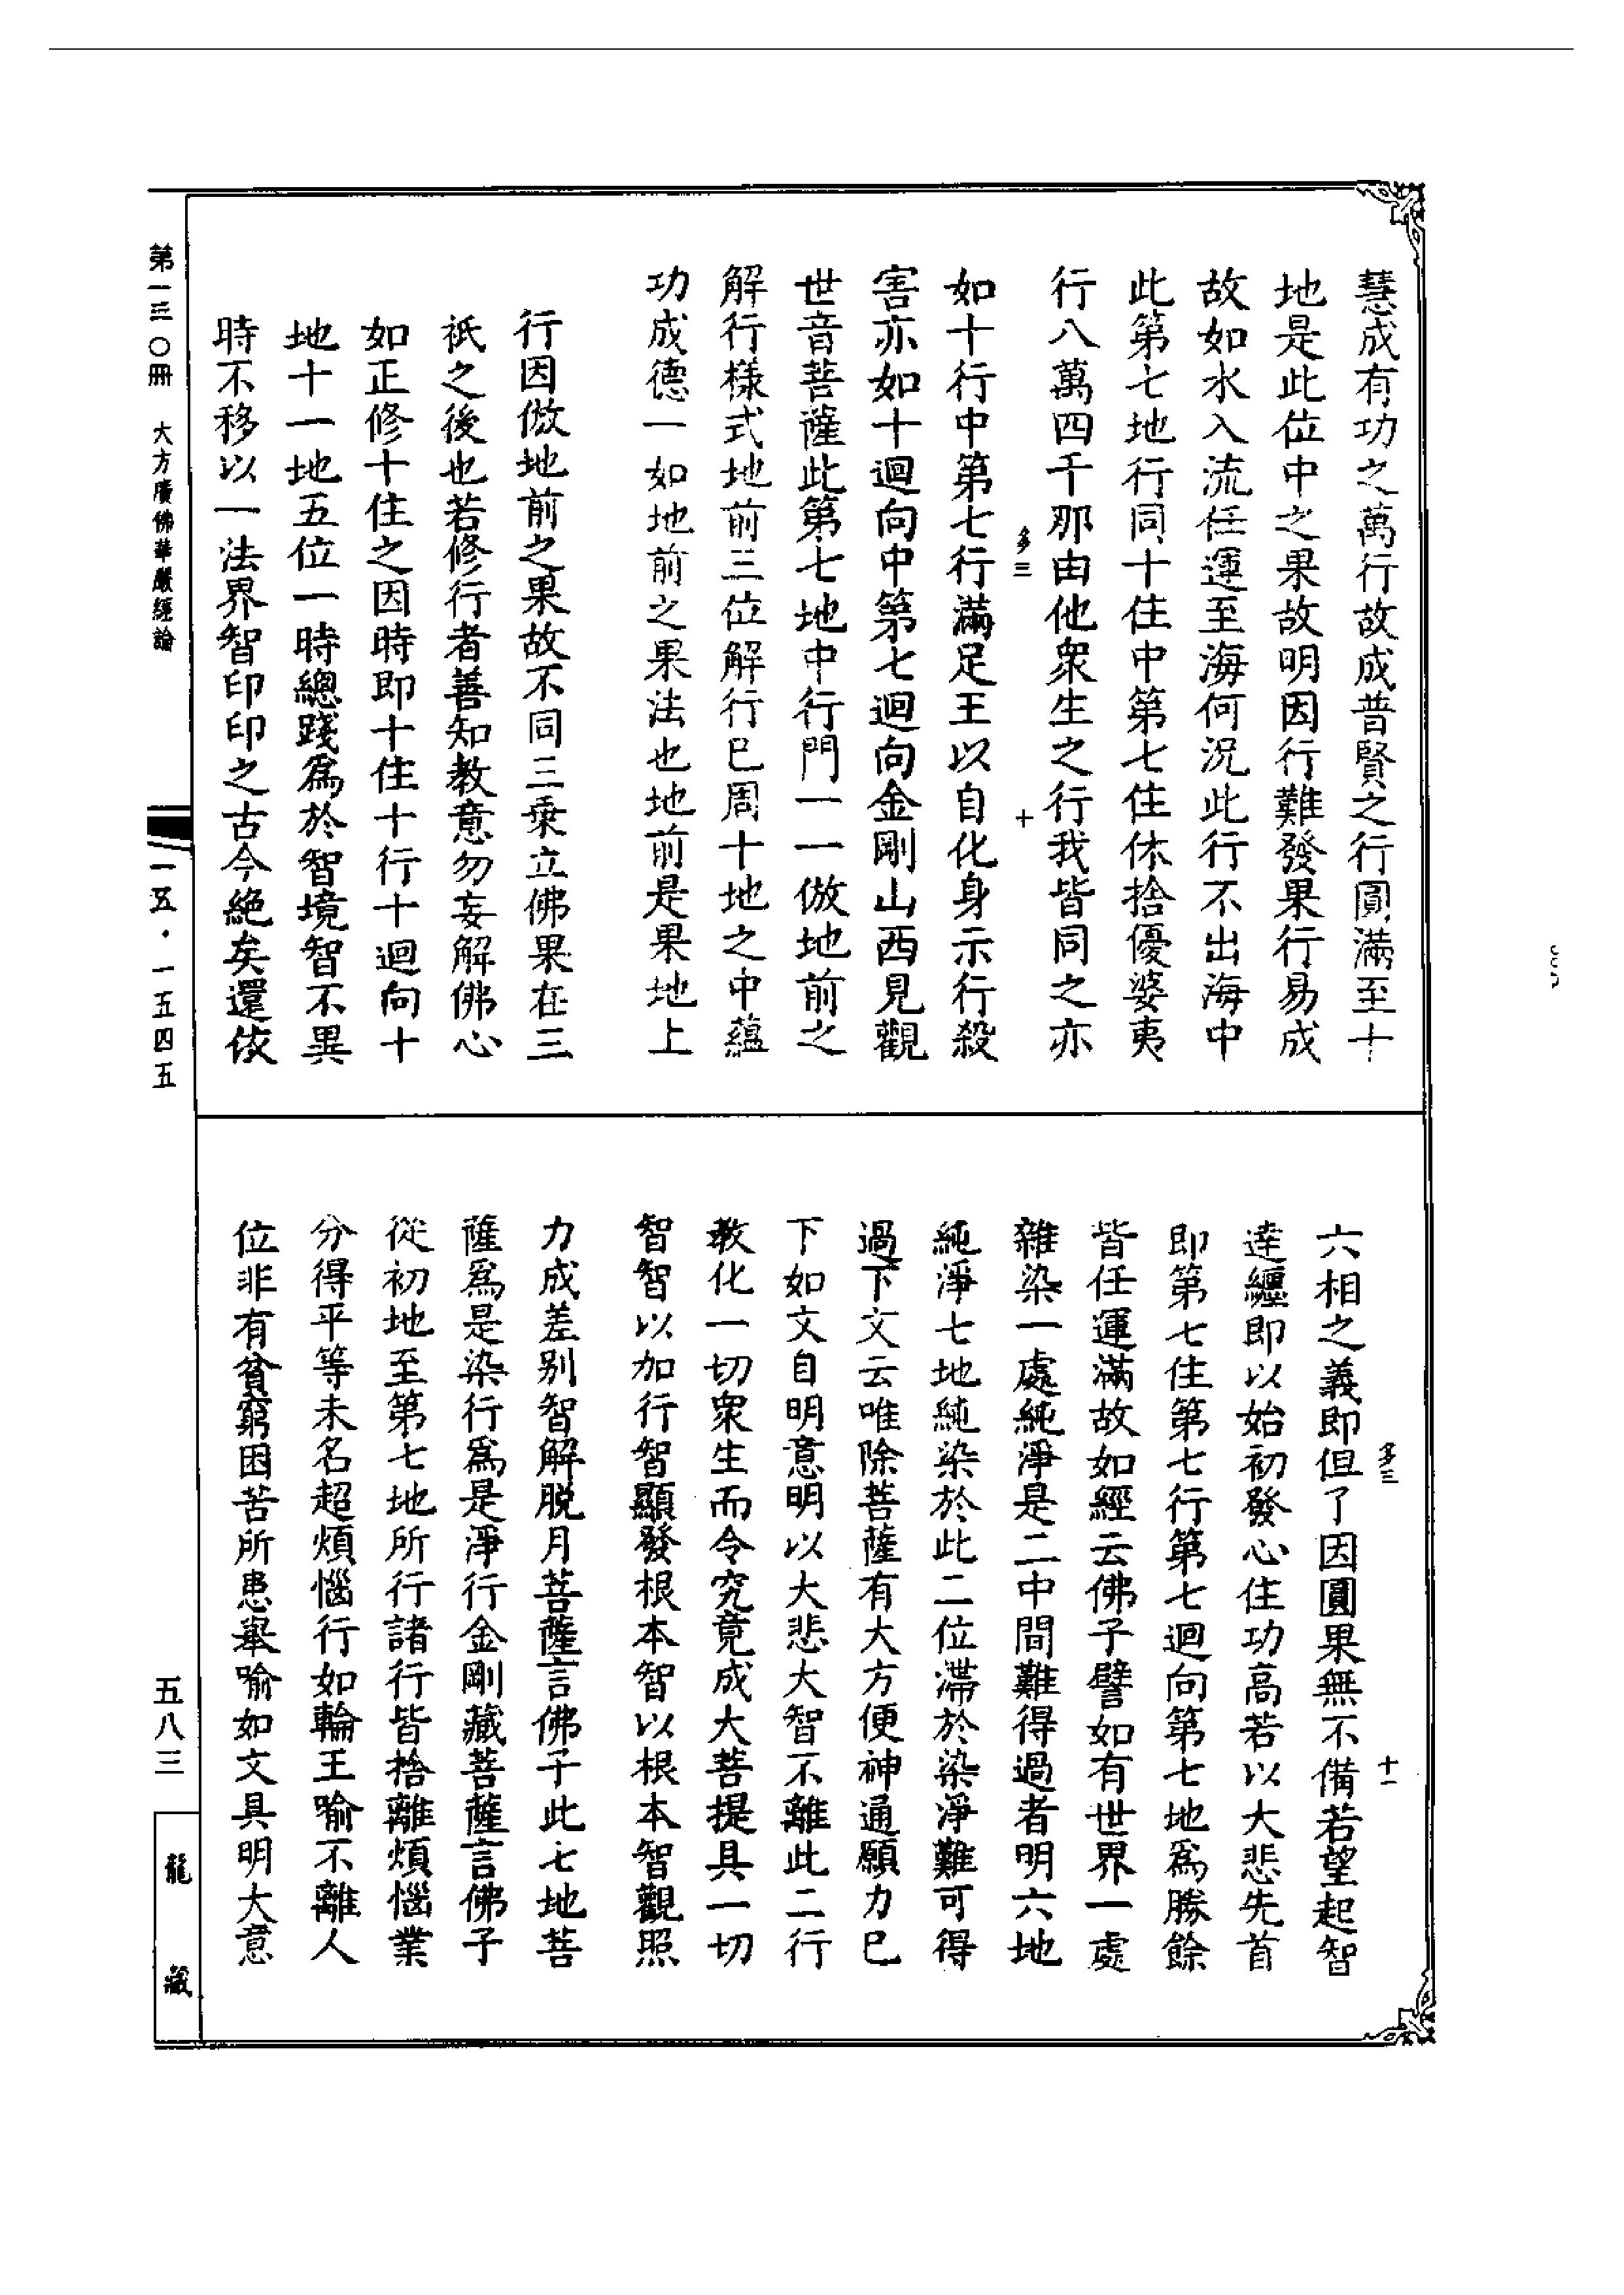 慧成有功之萬行故成普賢之行圓滿至十
地是此位中之果故明因行難發果行易成
故如水入流任運至海何況此行不出海中
此第七地行同十住中第七住休捨優婆夷
行八萬四千那由他衆生之行我皆同之亦
多三 十
如十行中第七行滿足王以自化身示行殺
害亦如十迴向中第七迴向金剛山西見觀
世音菩薩此第七地中行門一一倣地前之
解行樣式地前三位解行已周十地之中蘊
功成德一如地前之果法也地前是果地上
行因倣地前之果故不同三乘立佛果在三
祇之後也若修行者善知教意勿妄解佛心
如正修十住之因時即十住十行十迴向十
地十一地五位一時總踐爲於智境智不異
時不移以一法界智印印之古今絶矣還依
多三 十一
六相之義即但了因圓果無不備若望起智
達纏即以始初發心住功高若以大悲先首
即第七住第七行第七迴向第七地爲勝餘
皆任運滿故如經云佛子譬如有世界一處
雜染一處純淨是二中間難得過者明六地
純淨七地純染於此二位滯於染淨難可得
過下文云唯除菩薩有大方便神通願力已
下如文自明意明以大悲大智不離此二行
教化一切衆生而令究竟成大菩提具一切
智智以加行智顯發根本智以根本智觀照
力成差别智解脱月菩薩言佛子此七地菩
薩爲是染行爲是淨行金剛藏菩薩言佛子
從初地至第七地所行諸行皆捨離煩惱業
分得平等未名超煩惱行如輪王喻不離人
位非有貧窮困苦所患舉喻如文具明大意
第一三〇冊 大方廣佛華嚴經論
一五·一五四五
五八三
龍藏